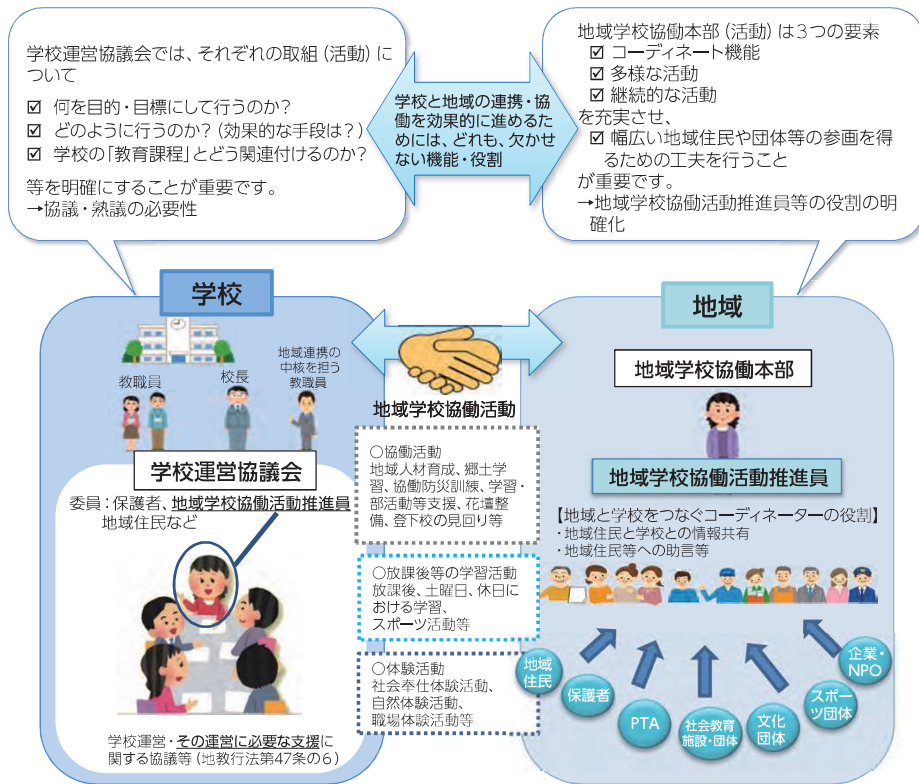 学校運営協議会では、それぞれの取組(活動)に
ついて
☑ 何を目的・目標にして行うのか?
☑ どのように行うのか?(効果的な手段は?)
☑ 学校の「教育課程」とどう関連付けるのか?
等を明確にすることが重要です。
→協議・熟議の必要性
学校と地域の連携・協
働を効果的に進めるた
めには、どれも、欠かせ
ない機能・役割
地域学校協働本部(活動)は3つの要素
☑ コーディネート機能
☑ 多様な活動
☑ 継続的な活動
を充実させ、
☑ 幅広い地域住民や団体等の参画を得
るための工夫を行うこと
が重要です。
→地域学校協働活動推進員等の役割の明
確化
学校
教職員
校長
地域連携の
中核を担う
教職員
学校運営協議会
委員:保護者、地域学校協働活動推進員
地域住民など
学校運営・その運営に必要な支援に
関する協議等(地教行法第47条の6)
地域学校協働活動
○協働活動
地域人材育成、郷土学
習、協働防災訓練、学習・
部活動等支援、花壇整
備、登下校の見回り等
○放課後等の学習活動
放課後、土曜日、休日に
おける学習、
スポーツ活動等
○体験活動
社会奉仕体験活動、
自然体験活動、
職場体験活動等
地域
地域学校協働本部
地域学校協働活動推進員
【地域と学校をつなぐコーディネーターの役割】
・地域住民と学校との情報共有
・地域住民等への助言等
地域
住民
保護者
PTA
社会教育
施設・団体
文化
団体
スポー
ツ団体
企業・
NPO